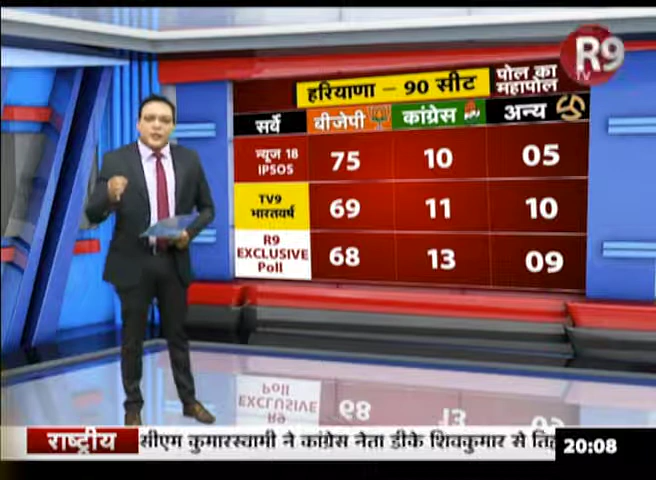 R9
TV
हरियाणा – 90 सीट
पोल का
महापोल
सर्वे बीजेपी कांग्रेस अन्य
न्यूज 18
IPSOS
75 10 05
TV9
भारतवर्ष
69 11 10
R9
EXCLUSIVE
Poll
68 13 09
राष्ट्रीय सीएम कुमारस्वामी ने कांग्रेस नेता डीके शिवकुमार से
20:08